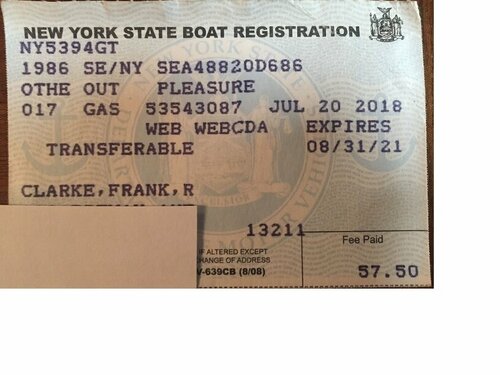 NEW YORK STATE BOAT REGISTRATION
NY5394GT
1986 SE/NY SEA48820D686
OTHE OUT PLEASURE
017 GAS 53543087 JUL 20 2018
WEB WEBCDA EXPIRES
TRANSFERABLE 08/31/21
CLARKE,FRANK,R
13211
IF ALTERED EXCEPT
CHANGE OF ADDRESS
V-639CB (8/08)
Fee Paid
57.50